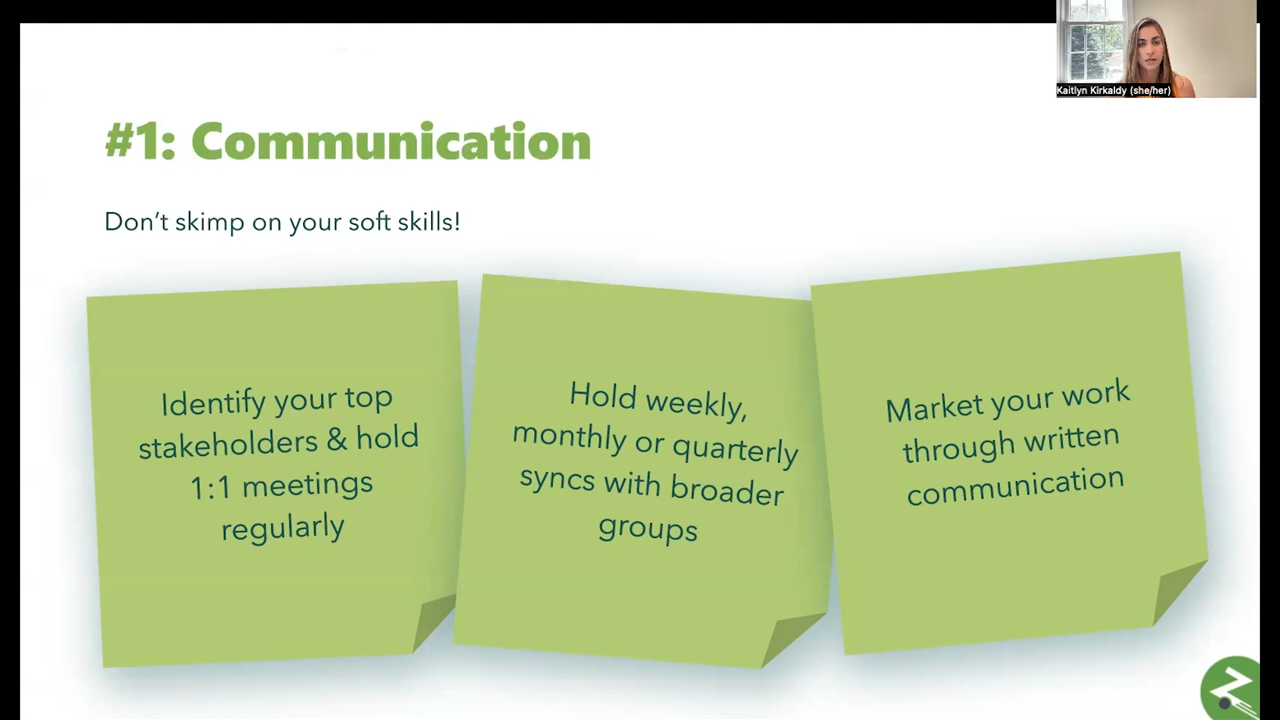 Kaitlyn Kirkaldy (she/her)
#1: Communication
Don't skimp on your soft skills!
Identify your top
stakeholders & hold
1:1 meetings
regularly
Hold weekly,
monthly or quarterly
syncs with broader
groups
Market your work
through written
communication